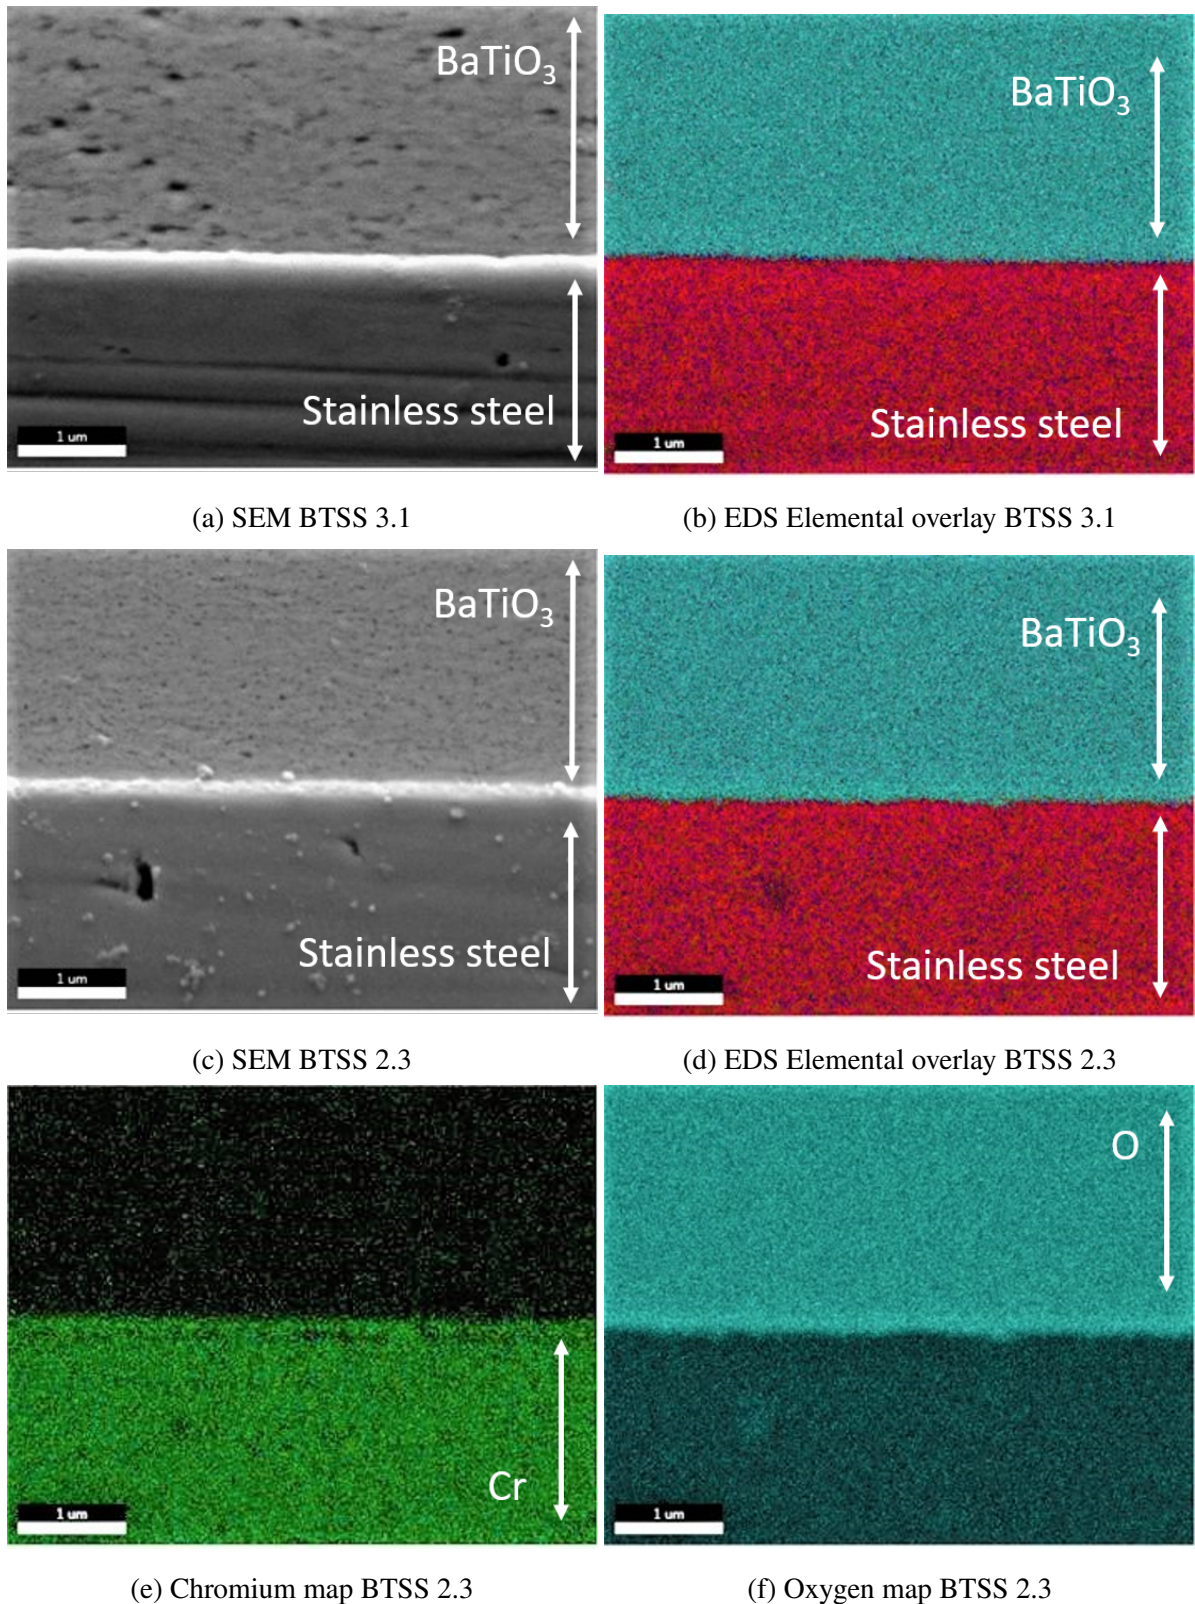 BaTiO₃
BaTiO₃
Stainless steel
1 um
Stainless steel
1 um
(a) SEM BTSS 3.1
(b) EDS Elemental overlay BTSS 3.1
BaTiO₃
BaTiO₃
Stainless steel
1 um
Stainless steel
1 um
(c) SEM BTSS 2.3
(d) EDS Elemental overlay BTSS 2.3
O
Cr
1 um
1 um
(e) Chromium map BTSS 2.3
(f) Oxygen map BTSS 2.3